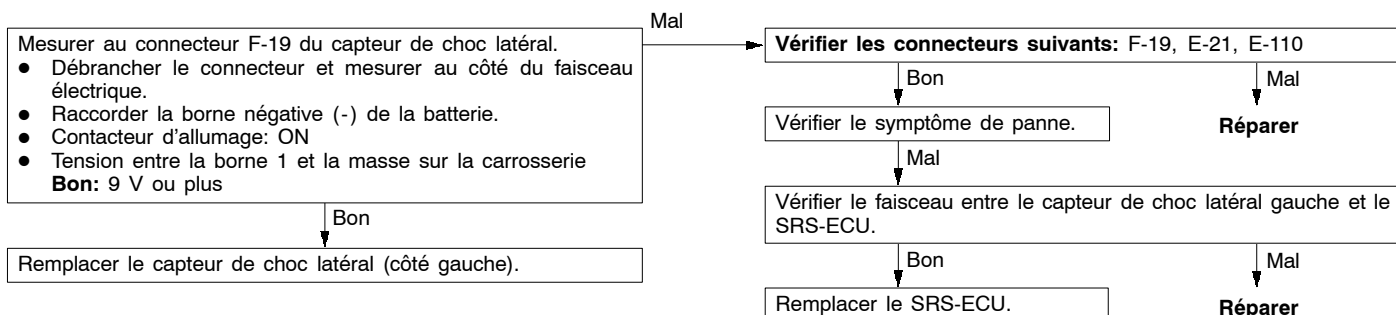 Mal
Mesurer au connecteur F-19 du capteur de choc latéral.
● Débrancher le connecteur et mesurer au côté du faisceau
électrique.
● Raccorder la borne négative (-) de la batterie.
● Contacteur d'allumage: ON
● Tension entre la borne 1 et la masse sur la carrosserie
Bon: 9 V ou plus
Bon
Remplacer le capteur de choc latéral (côté gauche).
Vérifier les connecteurs suivants: F-19, E-21, E-110
Bon
Mal
Vérifier le symptôme de panne.
Réparer
Mal
Vérifier le faisceau entre le capteur de choc latéral gauche et le
SRS-ECU.
Bon
Mal
Remplacer le SRS-ECU.
Réparer